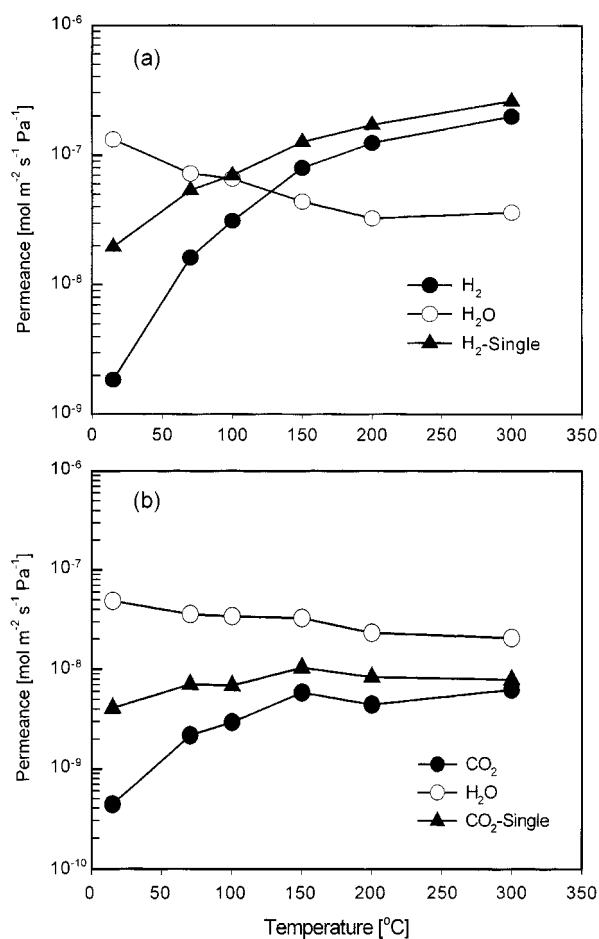 10⁻⁶
(a)
10⁻⁷
10⁻⁸
10⁻⁹
Permeance [mol m⁻² s⁻¹ Pa⁻¹]
H₂
H₂O
H₂-Single
0 50 100 150 200 250 300 350
10⁻⁶
(b)
10⁻⁷
10⁻⁸
10⁻⁹
10⁻¹⁰
Permeance [mol m⁻² s⁻¹ Pa⁻¹]
CO₂
H₂O
CO₂-Single
0 50 100 150 200 250 300 350
Temperature [°C]